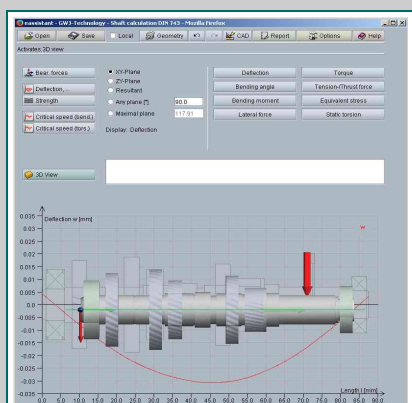 eassistant - GWJ-Technology - Shaft calculation DIN 743 - Mozilla Firefox
Open Save Local Geometry CAD Report Options Help
Activates 3D view
Bear. forces
Deflection, ...
Strength
Critical speed (bend.)
Critical speed (tors.)
XY-Plane
ZY-Plane
Resultant
Any plane [°] 90.0
Maximal plane 117.91
Display: Deflection
Deflection Torque
Bending angle Tension-/Thrust force
Bending moment Equivalent stress
Lateral force Static torsion
3D View
Deflection w [mm]
w
0.035
0.03
0.025
0.02
0.015
0.01
0.005
0.0
-0.005
-0.01
-0.015
-0.02
-0.025
-0.03
-0.035
Length l [mm]
0.0 5.0 10.0 15.0 20.0 25.0 30.0 35.0 40.0 45.0 50.0 55.0 60.0 65.0 70.0 75.0 80.0 85.0 90.0